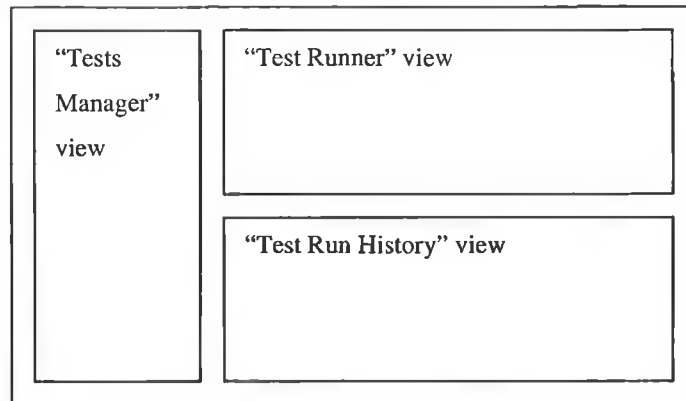 “Tests
Manager”
view
“Test Runner” view
“Test Run History” view